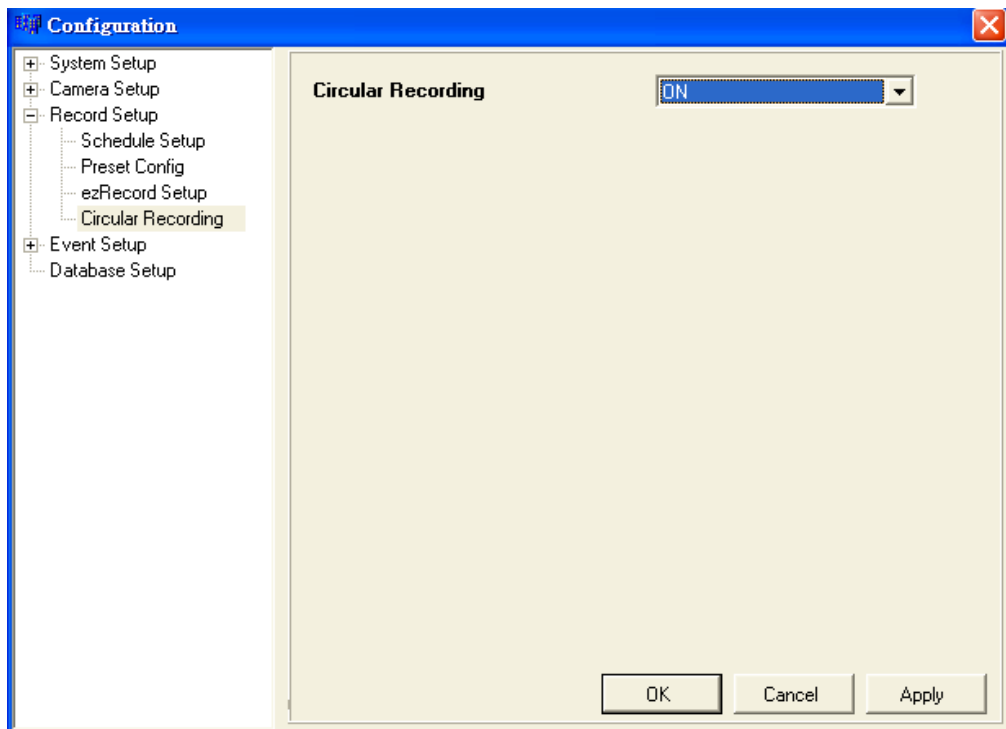 Configuration
System Setup
Camera Setup
Record Setup
Schedule Setup
Preset Config
ezRecord Setup
Circular Recording
Event Setup
Database Setup
Circular Recording ON
OK Cancel Apply